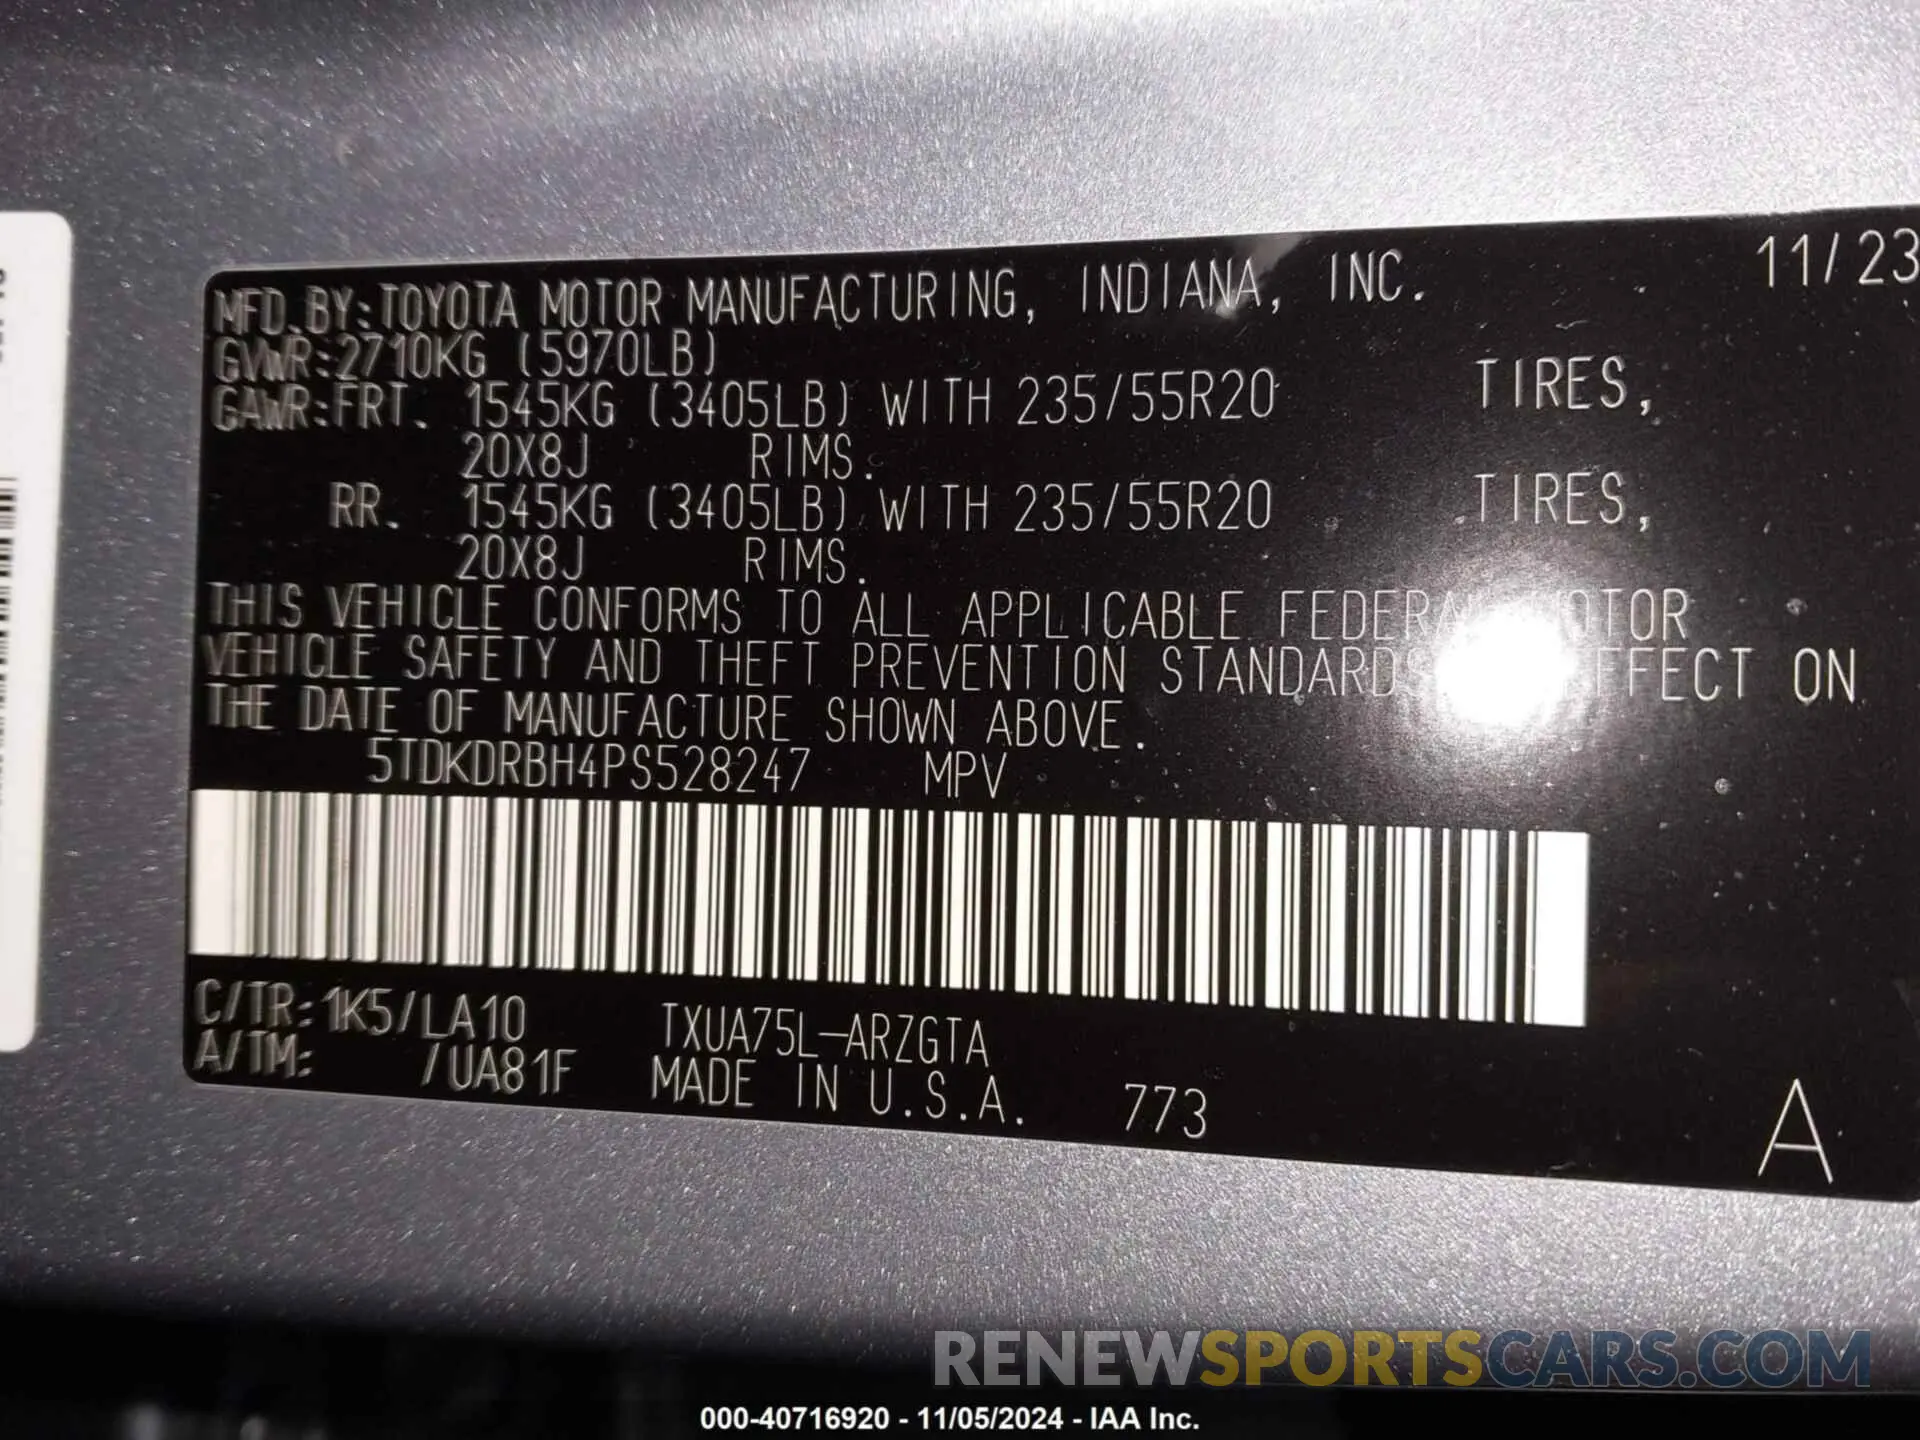 MFD. BY: TOYOTA MOTOR MANUFACTURING, INDIANA, INC. 11/23
GVWR: 2710KG (5970LB)
GAWR: FRT. 1545KG (3405LB) WITH 235/55R20 TIRES,
20X8J RIMS.
RR. 1545KG (3405LB) WITH 235/55R20 TIRES,
20X8J RIMS.
THIS VEHICLE CONFORMS TO ALL APPLICABLE FEDERAL MOTOR
VEHICLE SAFETY AND THEFT PREVENTION STANDARDS EFFECT ON
THE DATE OF MANUFACTURE SHOWN ABOVE.
5TDKDRBH4PS528247 MPV
C/TR: 1K5/LA10 TXUA75L-ARZGTA
A/TM: /UA81F MADE IN U.S.A. 773 A
RENEWSPORTSCARS.COM
000-40716920 - 11/05/2024 - IAA Inc.